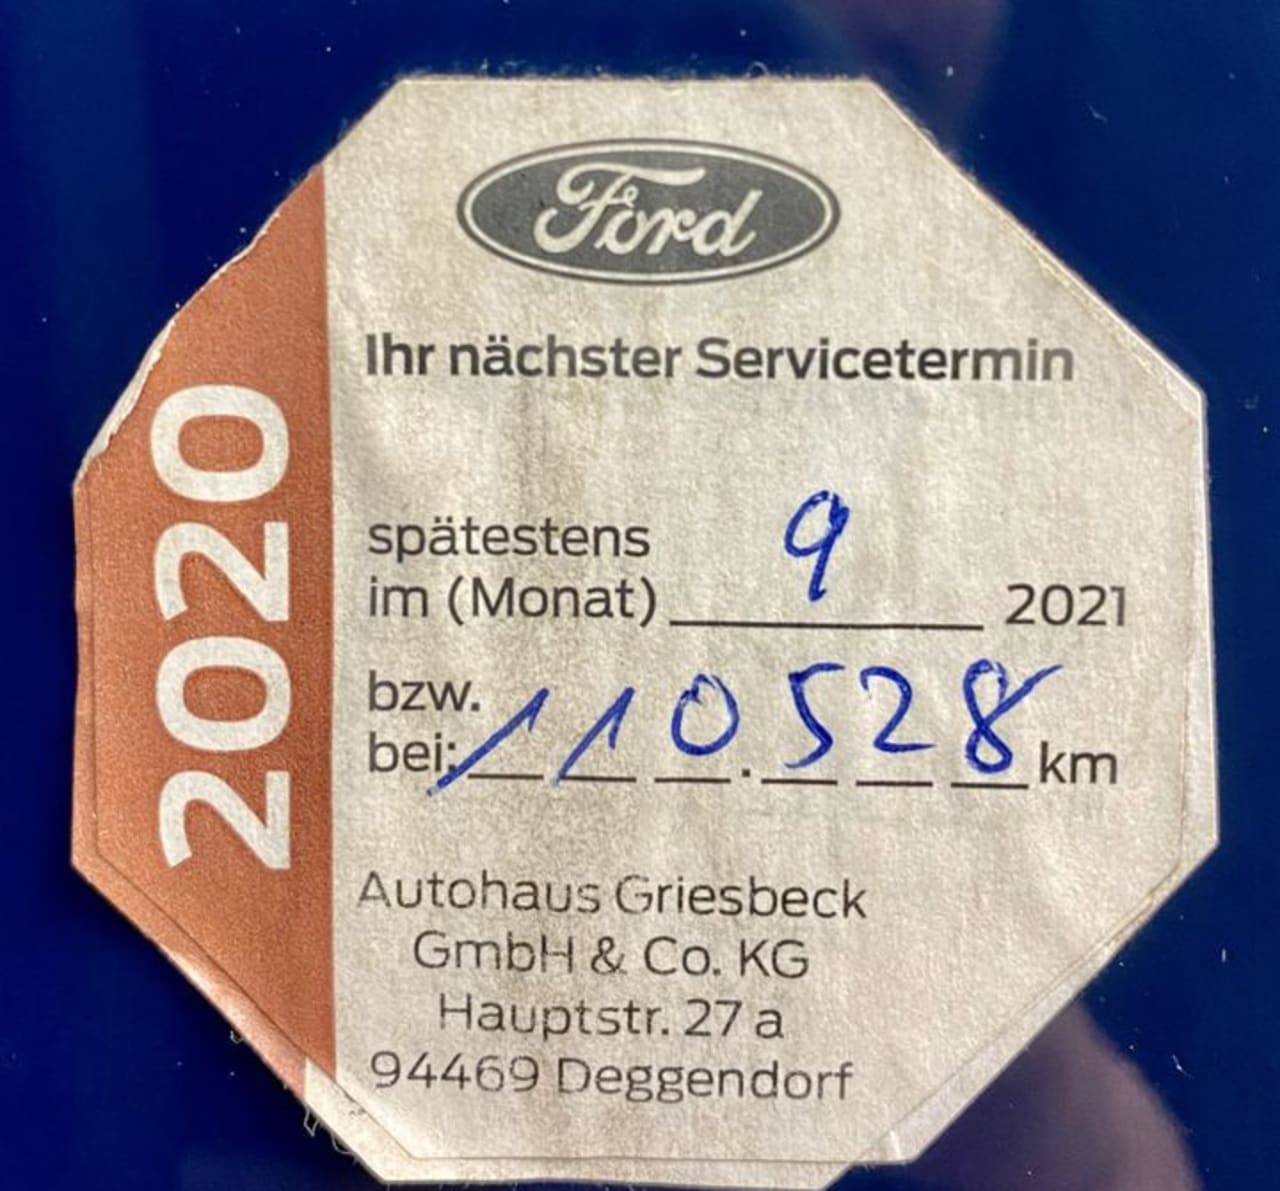 Ford
Ihr nächster Servicetermin
2020
spätestens
im (Monat) 9 2021
bzw.
bei: 110.528 km
Autohaus Griesbeck
GmbH & Co. KG
Hauptstr. 27 a
94469 Deggendorf